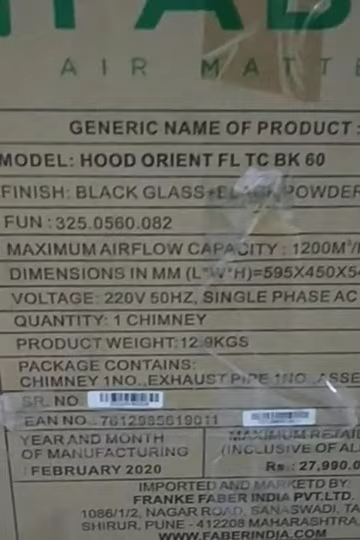 FAB
AIR MATTE
GENERIC NAME OF PRODUCT :
MODEL: HOOD ORIENT FL TC BK 60
FINISH: BLACK GLASS+BLACK POWDER
FUN : 325.0560.082
MAXIMUM AIRFLOW CAPACITY : 1200M³/
DIMENSIONS IN MM (L*W*H)=595X450X5
VOLTAGE: 220V 50HZ, SINGLE PHASE AC
QUANTITY: 1 CHIMNEY
PRODUCT WEIGHT: 12.9KGS
PACKAGE CONTAINS:
CHIMNEY 1NO.,EXHAUST PIPE 1NO.,ASSE
SR. NO
EAN NO : 7612985619011
YEAR AND MONTH
OF MANUFACTURING
FEBRUARY 2020
MAXIMUM RETAIL
(INCLUSIVE OF AL
Rs : 27,990.0
IMPORTED AND MARKETD BY:
FRANKE FABER INDIA PVT.LTD.
1086/1/2, NAGAR ROAD, SANASWADI, TA
SHIRUR, PUNE - 412208 MAHARASHTRA,
WWW.FABERINDIA.COM